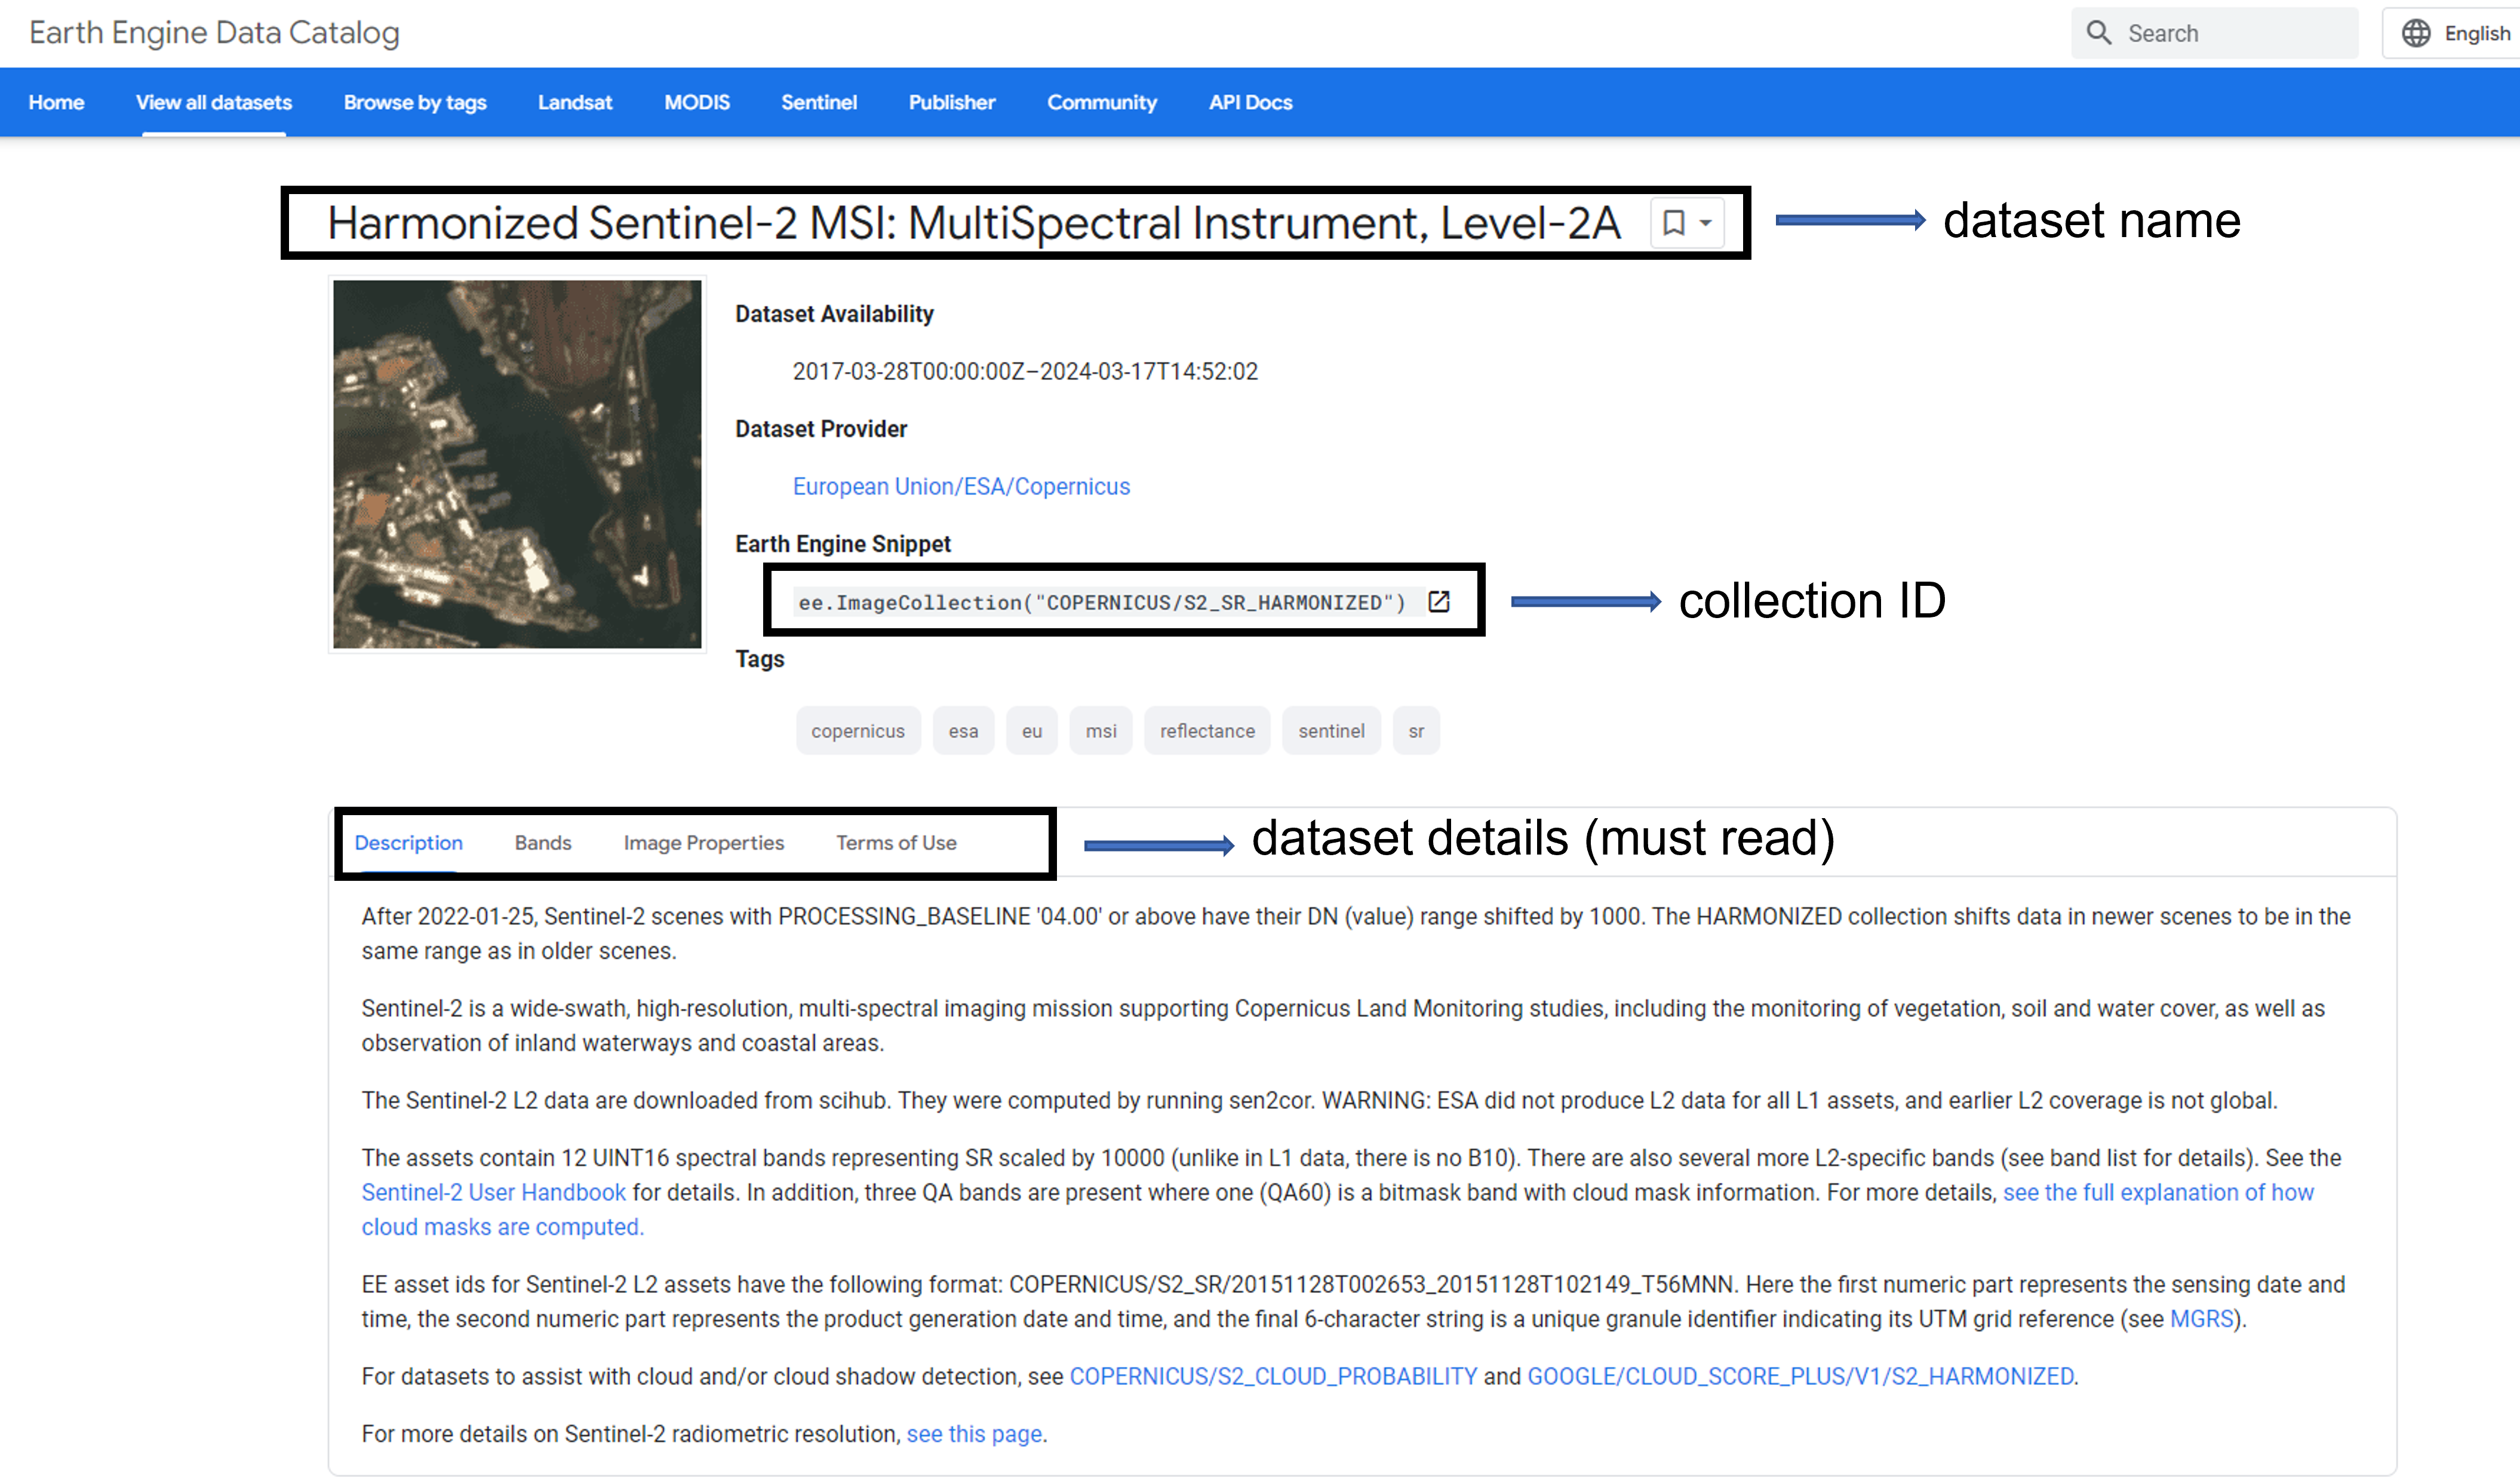 Earth Engine Data Catalog
Search
English
Home
View all datasets
Browse by tags
Landsat
MODIS
Sentinel
Publisher
Community
API Docs
Harmonized Sentinel-2 MSI: MultiSpectral Instrument, Level-2A
dataset name
Dataset Availability
2017-03-28T00:00:00Z–2024-03-17T14:52:02
Dataset Provider
European Union/ESA/Copernicus
Earth Engine Snippet
ee.ImageCollection("COPERNICUS/S2_SR_HARMONIZED")
collection ID
Tags
copernicus
esa
eu
msi
reflectance
sentinel
sr
Description
Bands
Image Properties
Terms of Use
dataset details (must read)
After 2022-01-25, Sentinel-2 scenes with PROCESSING_BASELINE '04.00' or above have their DN (value) range shifted by 1000. The HARMONIZED collection shifts data in newer scenes to be in the
same range as in older scenes.
Sentinel-2 is a wide-swath, high-resolution, multi-spectral imaging mission supporting Copernicus Land Monitoring studies, including the monitoring of vegetation, soil and water cover, as well as
observation of inland waterways and coastal areas.
The Sentinel-2 L2 data are downloaded from scihub. They were computed by running sen2cor. WARNING: ESA did not produce L2 data for all L1 assets, and earlier L2 coverage is not global.
The assets contain 12 UINT16 spectral bands representing SR scaled by 10000 (unlike in L1 data, there is no B10). There are also several more L2-specific bands (see band list for details). See the
Sentinel-2 User Handbook for details. In addition, three QA bands are present where one (QA60) is a bitmask band with cloud mask information. For more details, see the full explanation of how
cloud masks are computed.
EE asset ids for Sentinel-2 L2 assets have the following format: COPERNICUS/S2_SR/20151128T002653_20151128T102149_T56MNN. Here the first numeric part represents the sensing date and
time, the second numeric part represents the product generation date and time, and the final 6-character string is a unique granule identifier indicating its UTM grid reference (see MGRS).
For datasets to assist with cloud and/or cloud shadow detection, see COPERNICUS/S2_CLOUD_PROBABILITY and GOOGLE/CLOUD_SCORE_PLUS/V1/S2_HARMONIZED.
For more details on Sentinel-2 radiometric resolution, see this page.